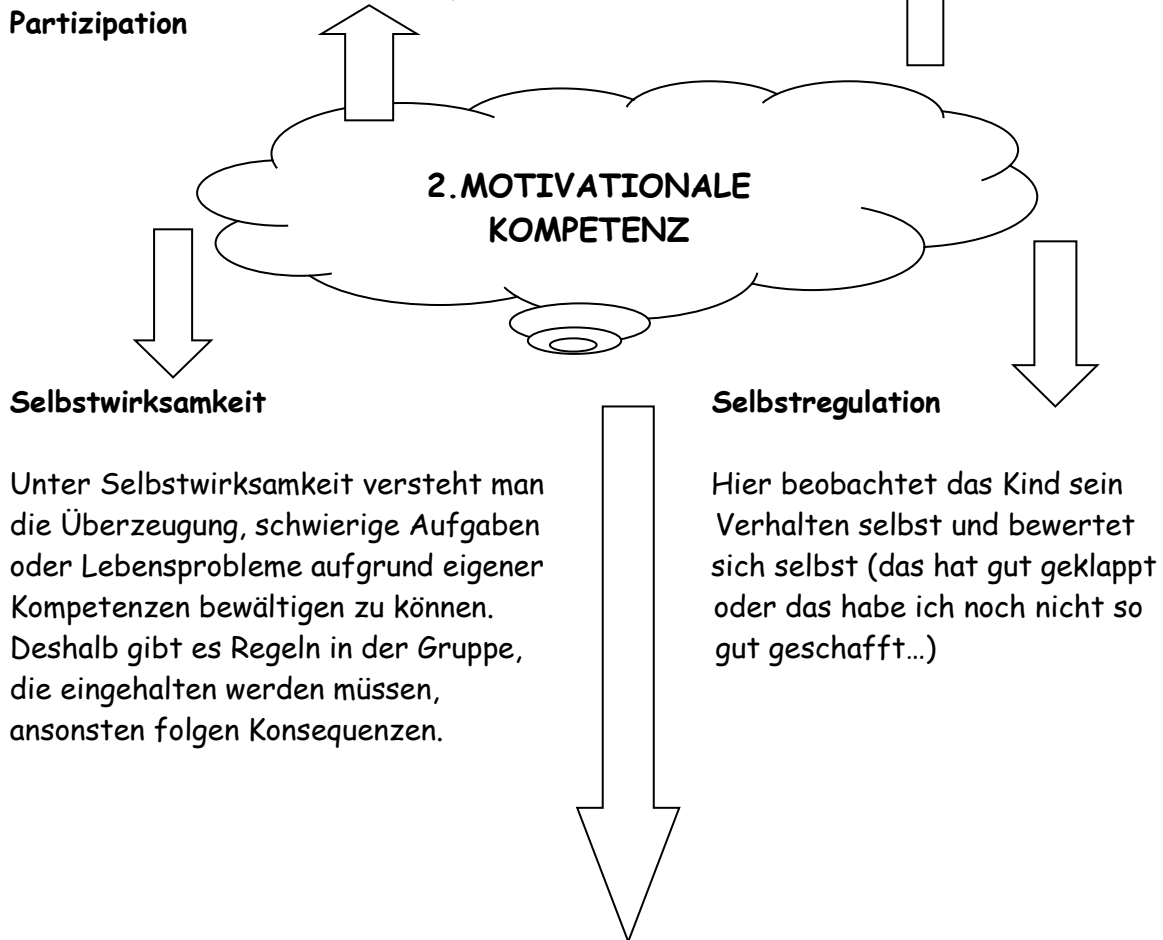 Partizipation
2.MOTIVATIONALE
KOMPETENZ
Selbstwirksamkeit
Unter Selbstwirksamkeit versteht man
die Überzeugung, schwierige Aufgaben
oder Lebensprobleme aufgrund eigener
Kompetenzen bewältigen zu können.
Deshalb gibt es Regeln in der Gruppe,
die eingehalten werden müssen,
ansonsten folgen Konsequenzen.
Selbstregulation
Hier beobachtet das Kind sein
Verhalten selbst und bewertet
sich selbst (das hat gut geklappt
oder das habe ich noch nicht so
gut geschafft…)